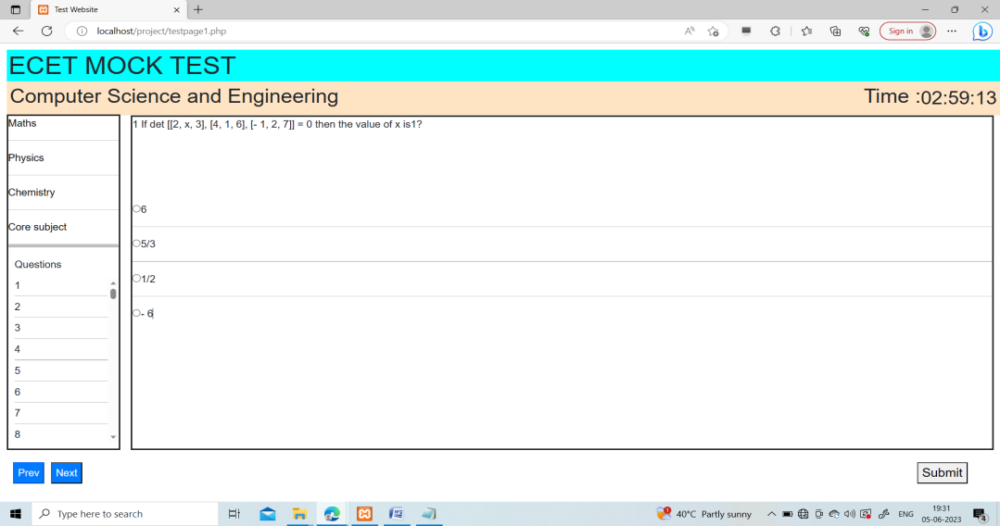 Test Website
localhost/project/testpage1.php
Sign in
ECET MOCK TEST
Computer Science and Engineering
Time :02:59:13
Maths
Physics
Chemistry
Core subject
Questions
1
2
3
4
5
6
7
8
1 If det [[2, x, 3], [4, 1, 6], [- 1, 2, 7]] = 0 then the value of x is1?
6
5/3
1/2
- 6
Prev
Next
Submit
Type here to search
1
40°C Partly sunny
ENG
19:31
05-06-2023
4